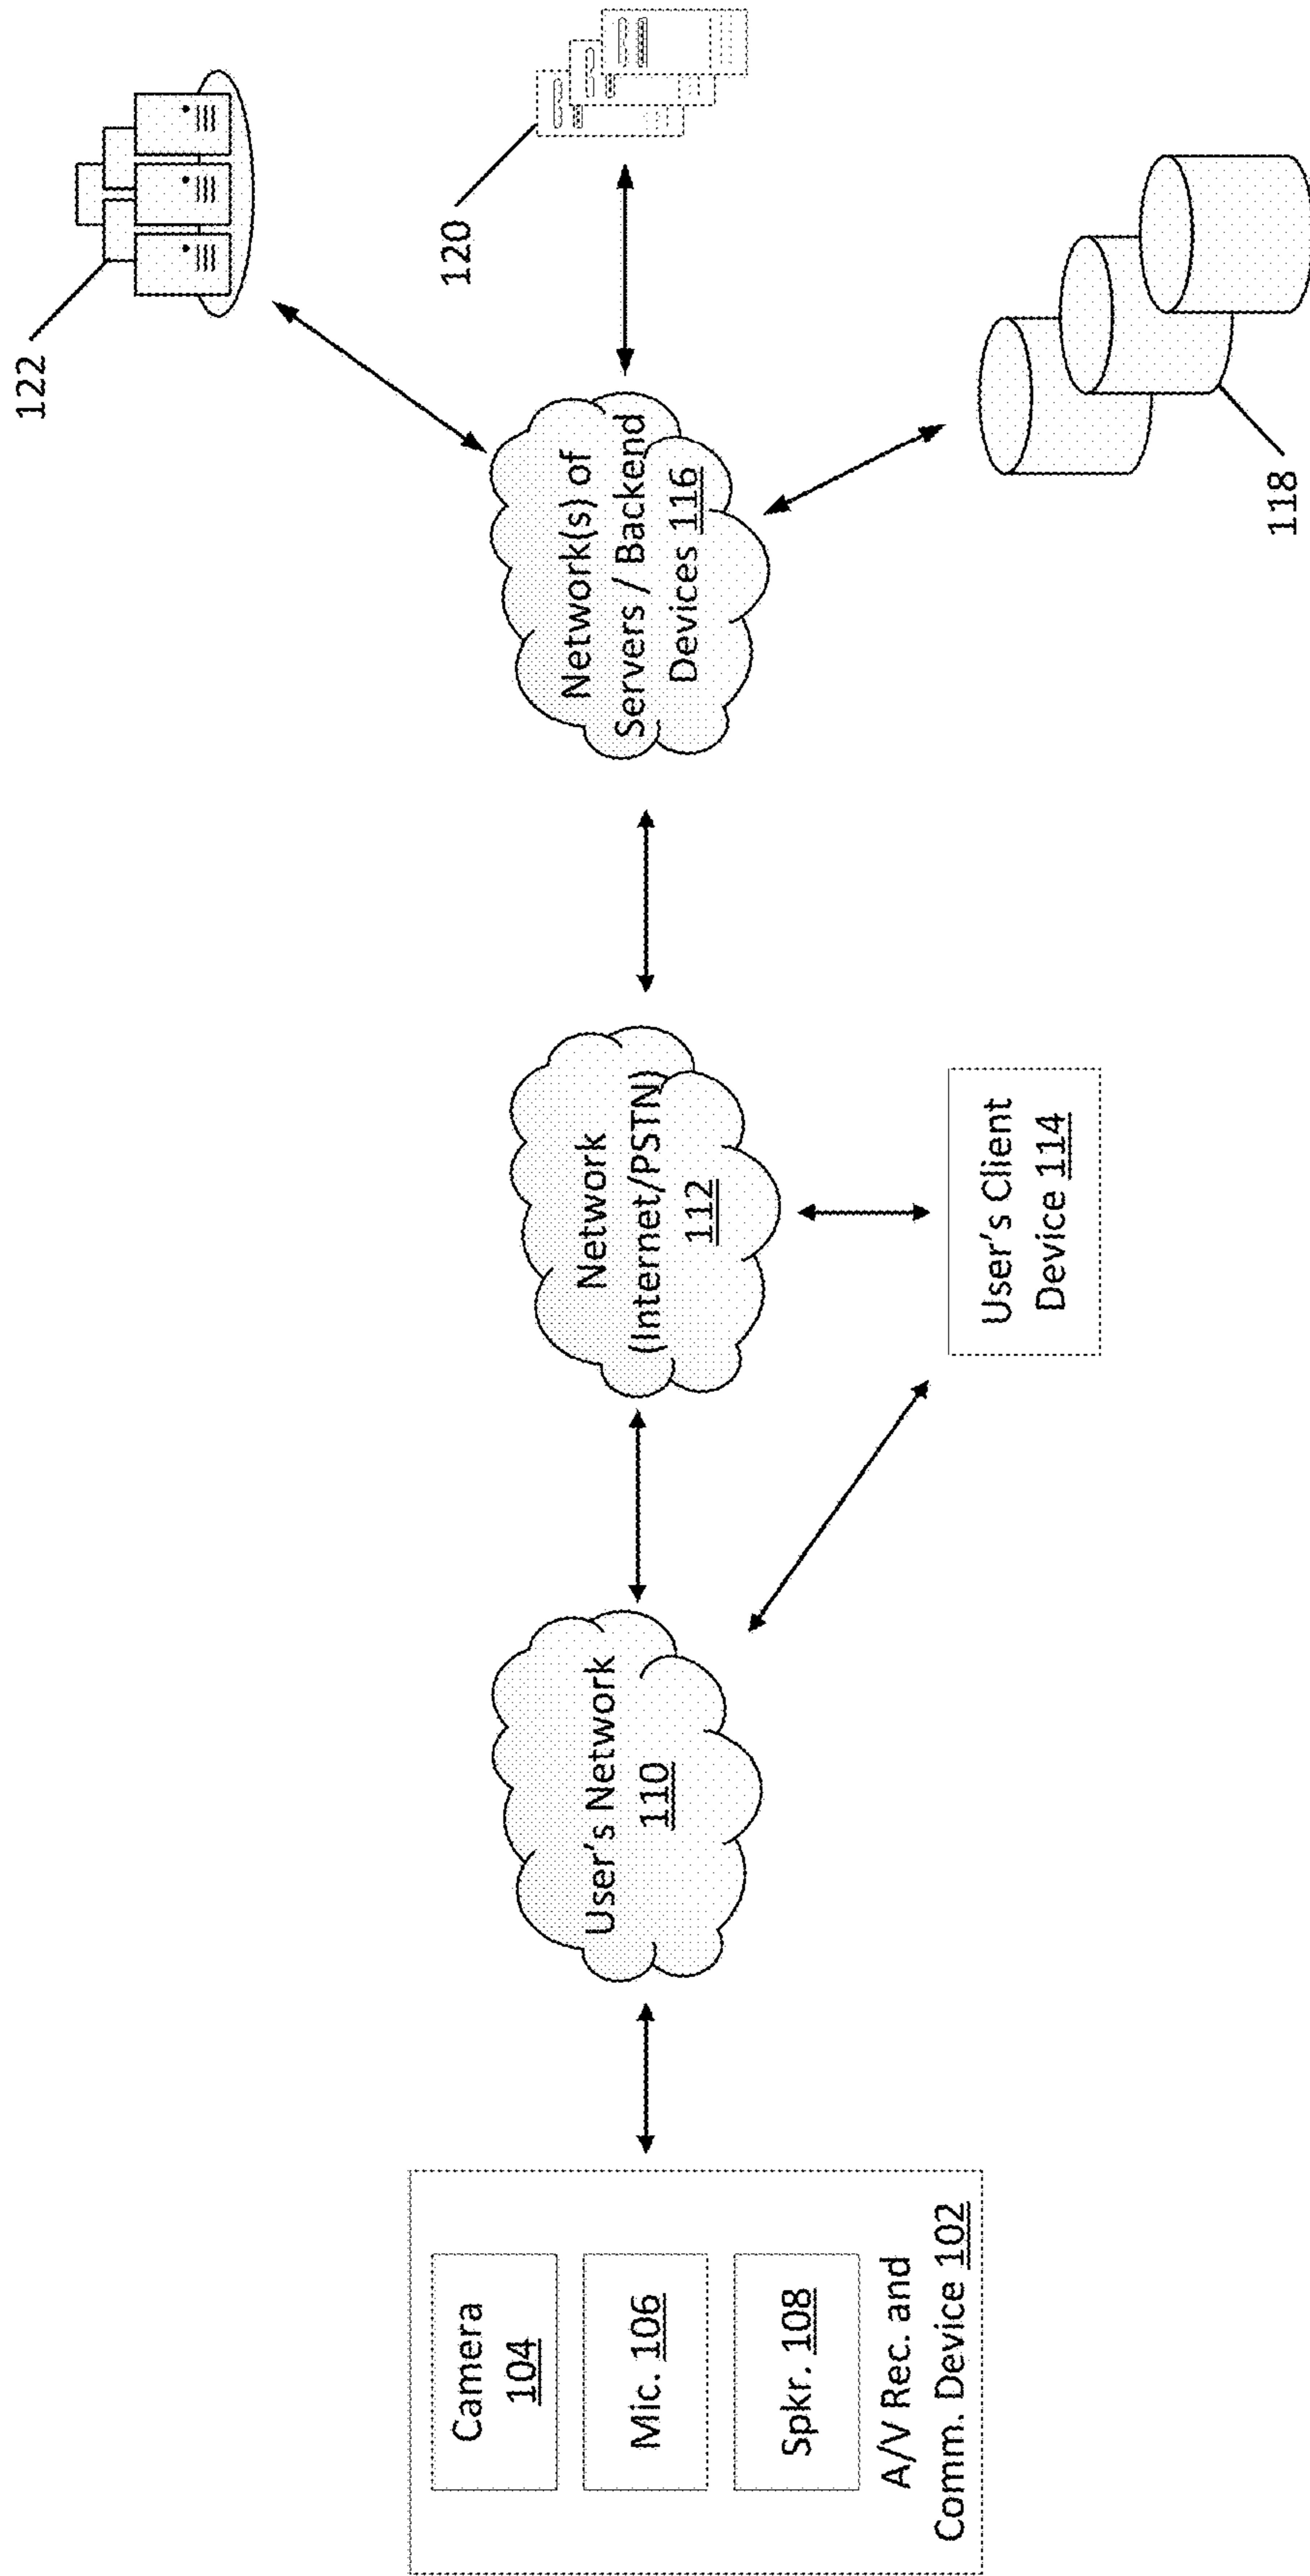 Camera
104
Mic. 106
Spkr. 108
A/V Rec. and
Comm. Device 102
User's Network
110
Network
(Internet/PSTN)
112
User's Client
Device 114
Network(s) of
Servers / Backend
Devices 116
122
120
118